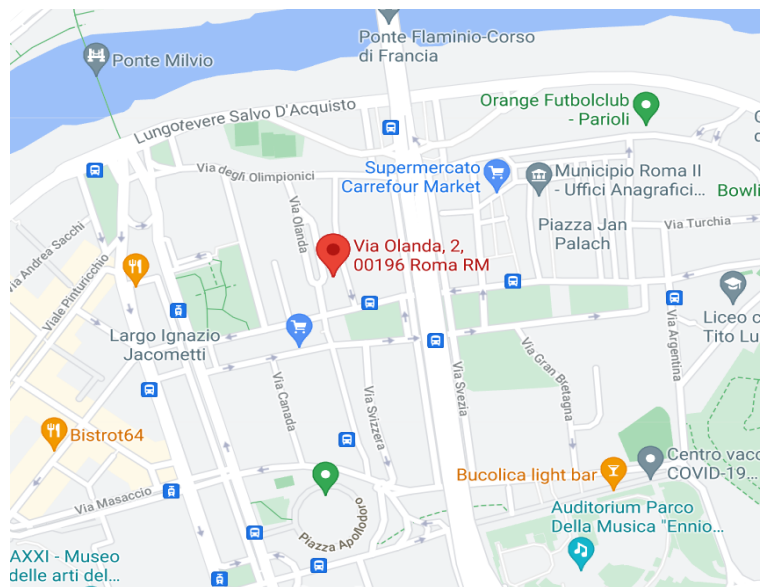 Ponte Flaminio-Corso
di Francia
Ponte Milvio
Orange Futbolclub
- Parioli
Lungotevere Salvo D'Acquisto
Supermercato
Carrefour Market
Via degli Olimpionici
Municipio Roma II
- Uffici Anagrafici...
Bowli
Via Olanda
Piazza Jan
Palach
Via Turchia
Via Andrea Sacchi
Viale Pinturicchio
Via Olanda, 2,
00196 Roma RM
Largo Ignazio
Jacometti
Liceo c
Tito Lu
Via Argentina
Via Gran Bretagna
Via Svezia
Via Canada
Via Svizzera
Bistrot64
Centro vacc
COVID-19...
Bucolica light bar
Via Masaccio
Piazza Apollodoro
Auditorium Parco
Della Musica "Ennio...
AXXI - Museo
delle arti del...